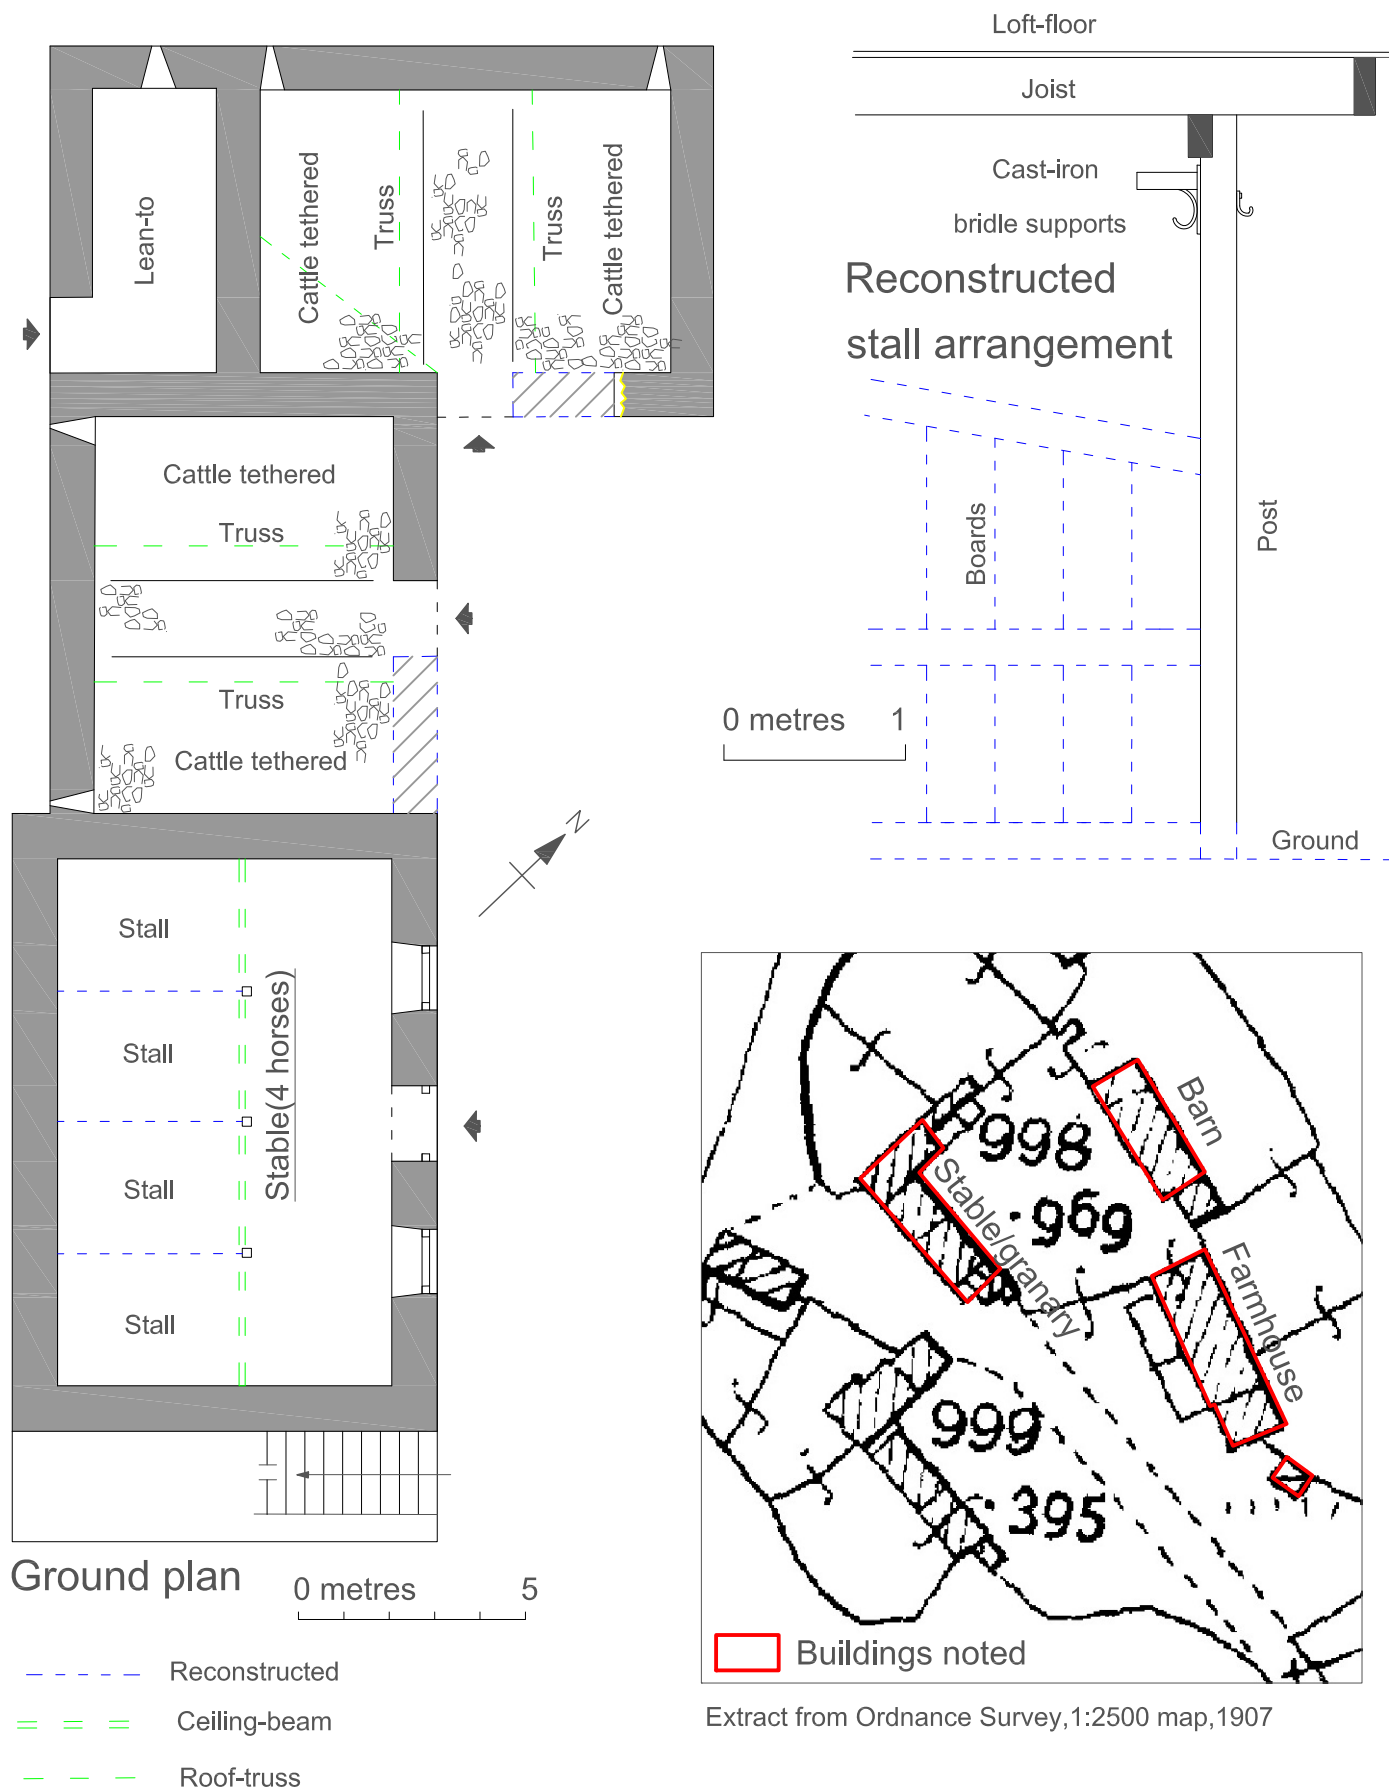 Loft-floor
Joist
Cast-iron
bridle supports
Reconstructed
stall arrangement
Boards
Post
0 metres 1
Ground
Lean-to
Cattle tethered
Truss
Truss
Cattle tethered
Cattle tethered
Truss
Truss
Cattle tethered
N
Stall
Stall
Stall
Stall
Stable(4 horses)
Ground plan
0 metres 5
Reconstructed
Ceiling-beam
Roof-truss
998
·969
999
·395
Barn
Stable/granary
Farmhouse
Buildings noted
Extract from Ordnance Survey,1:2500 map,1907